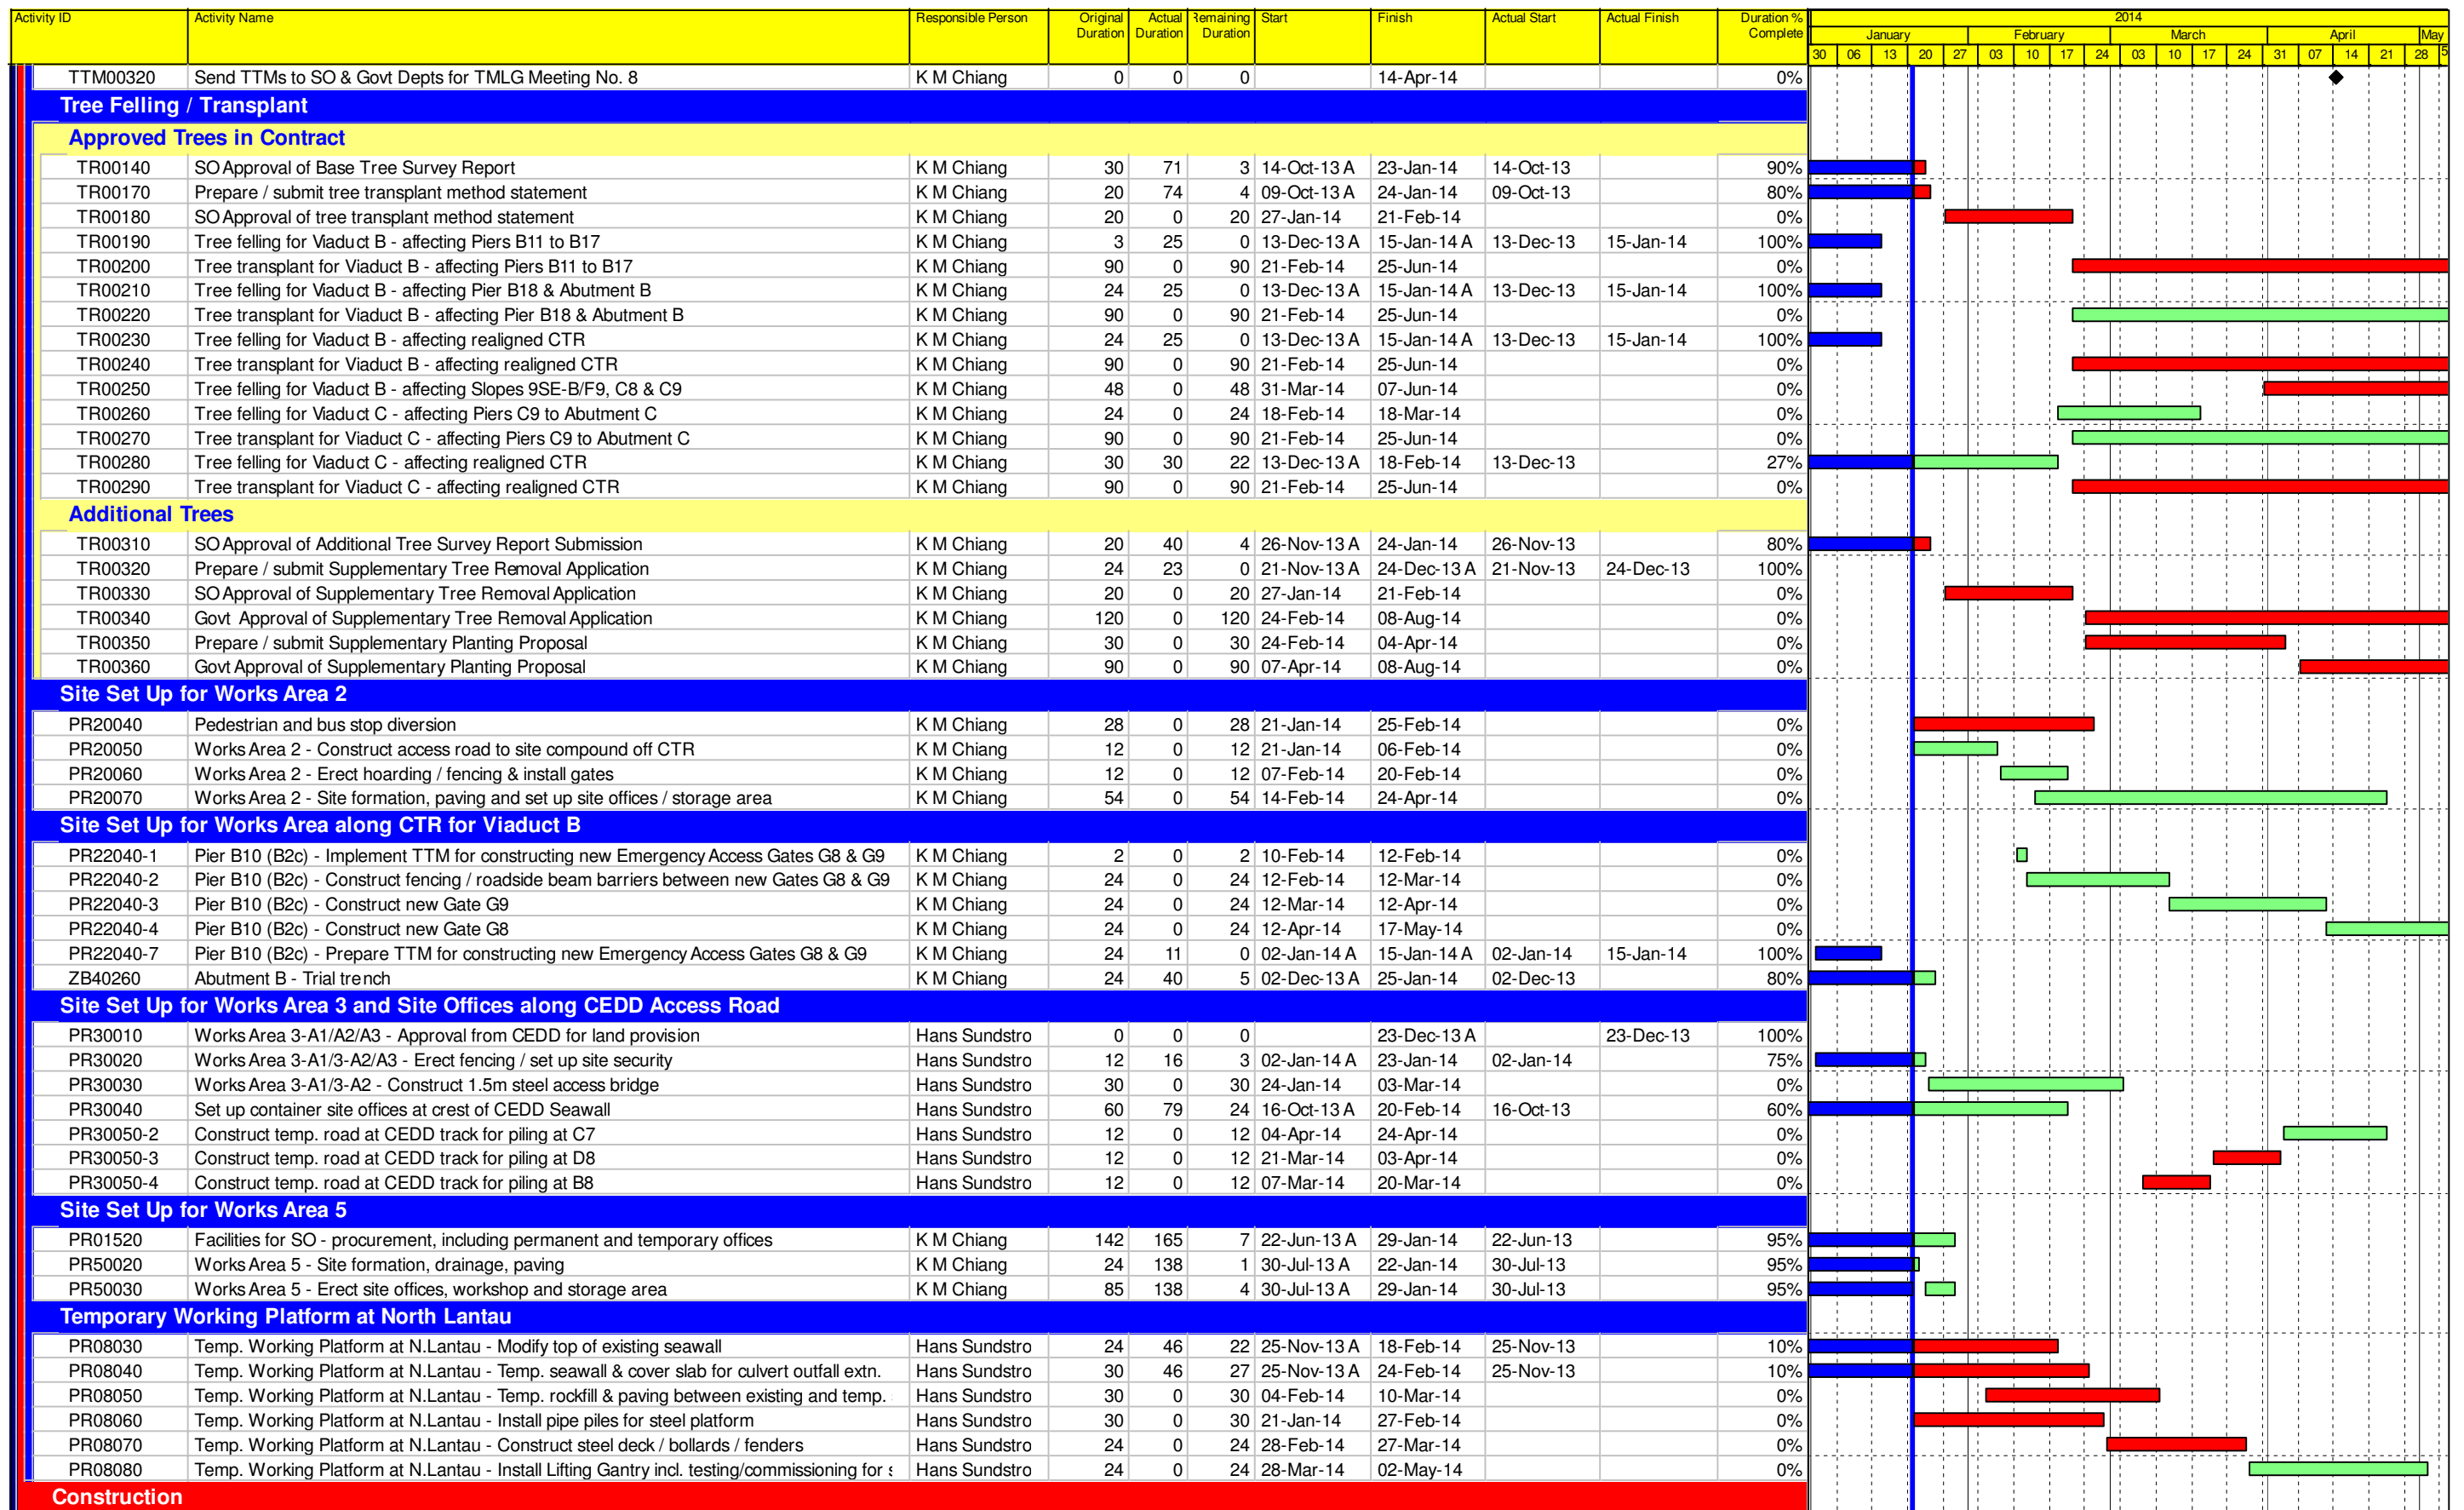 Activity ID Activity Name Responsible Person Original Actual Remaining Start Finish Actual Start Actual Finish Duration % 2014
Duration Duration Duration Complete January February March April May
30 06 13 20 27 03 10 17 24 03 10 17 24 31 07 14 21 28 5
TTM00320 Send TTMs to SO & Govt Depts for TMLG Meeting No. 8 K M Chiang 0 0 0 14-Apr-14 0%
Tree Felling / Transplant
Approved Trees in Contract
TR00140 SO Approval of Base Tree Survey Report K M Chiang 30 71 3 14-Oct-13 A 23-Jan-14 14-Oct-13 90%
TR00170 Prepare / submit tree transplant method statement K M Chiang 20 74 4 09-Oct-13 A 24-Jan-14 09-Oct-13 80%
TR00180 SO Approval of tree transplant method statement K M Chiang 20 0 20 27-Jan-14 21-Feb-14 0%
TR00190 Tree felling for Viaduct B - affecting Piers B11 to B17 K M Chiang 3 25 0 13-Dec-13 A 15-Jan-14 A 13-Dec-13 15-Jan-14 100%
TR00200 Tree transplant for Viaduct B - affecting Piers B11 to B17 K M Chiang 90 0 90 21-Feb-14 25-Jun-14 0%
TR00210 Tree felling for Viaduct B - affecting Pier B18 & Abutment B K M Chiang 24 25 0 13-Dec-13 A 15-Jan-14 A 13-Dec-13 15-Jan-14 100%
TR00220 Tree transplant for Viaduct B - affecting Pier B18 & Abutment B K M Chiang 90 0 90 21-Feb-14 25-Jun-14 0%
TR00230 Tree felling for Viaduct B - affecting realigned CTR K M Chiang 24 25 0 13-Dec-13 A 15-Jan-14 A 13-Dec-13 15-Jan-14 100%
TR00240 Tree transplant for Viaduct B - affecting realigned CTR K M Chiang 90 0 90 21-Feb-14 25-Jun-14 0%
TR00250 Tree felling for Viaduct B - affecting Slopes 9SE-B/F9, C8 & C9 K M Chiang 48 0 48 31-Mar-14 07-Jun-14 0%
TR00260 Tree felling for Viaduct C - affecting Piers C9 to Abutment C K M Chiang 24 0 24 18-Feb-14 18-Mar-14 0%
TR00270 Tree transplant for Viaduct C - affecting Piers C9 to Abutment C K M Chiang 90 0 90 21-Feb-14 25-Jun-14 0%
TR00280 Tree felling for Viaduct C - affecting realigned CTR K M Chiang 30 30 22 13-Dec-13 A 18-Feb-14 13-Dec-13 27%
TR00290 Tree transplant for Viaduct C - affecting realigned CTR K M Chiang 90 0 90 21-Feb-14 25-Jun-14 0%
Additional Trees
TR00310 SO Approval of Additional Tree Survey Report Submission K M Chiang 20 40 4 26-Nov-13 A 24-Jan-14 26-Nov-13 80%
TR00320 Prepare / submit Supplementary Tree Removal Application K M Chiang 24 23 0 21-Nov-13 A 24-Dec-13 A 21-Nov-13 24-Dec-13 100%
TR00330 SO Approval of Supplementary Tree Removal Application K M Chiang 20 0 20 27-Jan-14 21-Feb-14 0%
TR00340 Govt Approval of Supplementary Tree Removal Application K M Chiang 120 0 120 24-Feb-14 08-Aug-14 0%
TR00350 Prepare / submit Supplementary Planting Proposal K M Chiang 30 0 30 24-Feb-14 04-Apr-14 0%
TR00360 Govt Approval of Supplementary Planting Proposal K M Chiang 90 0 90 07-Apr-14 08-Aug-14 0%
Site Set Up for Works Area 2
PR20040 Pedestrian and bus stop diversion K M Chiang 28 0 28 21-Jan-14 25-Feb-14 0%
PR20050 Works Area 2 - Construct access road to site compound off CTR K M Chiang 12 0 12 21-Jan-14 06-Feb-14 0%
PR20060 Works Area 2 - Erect hoarding / fencing & install gates K M Chiang 12 0 12 07-Feb-14 20-Feb-14 0%
PR20070 Works Area 2 - Site formation, paving and set up site offices / storage area K M Chiang 54 0 54 14-Feb-14 24-Apr-14 0%
Site Set Up for Works Area along CTR for Viaduct B
PR22040-1 Pier B10 (B2c) - Implement TTM for constructing new Emergency Access Gates G8 & G9 K M Chiang 2 0 2 10-Feb-14 12-Feb-14 0%
PR22040-2 Pier B10 (B2c) - Construct fencing / roadside beam barriers between new Gates G8 & G9 K M Chiang 24 0 24 12-Feb-14 12-Mar-14 0%
PR22040-3 Pier B10 (B2c) - Construct new Gate G9 K M Chiang 24 0 24 12-Mar-14 12-Apr-14 0%
PR22040-4 Pier B10 (B2c) - Construct new Gate G8 K M Chiang 24 0 24 12-Apr-14 17-May-14 0%
PR22040-7 Pier B10 (B2c) - Prepare TTM for constructing new Emergency Access Gates G8 & G9 K M Chiang 24 11 0 02-Jan-14 A 15-Jan-14 A 02-Jan-14 15-Jan-14 100%
ZB40260 Abutment B - Trial trench K M Chiang 24 40 5 02-Dec-13 A 25-Jan-14 02-Dec-13 80%
Site Set Up for Works Area 3 and Site Offices along CEDD Access Road
PR30010 Works Area 3-A1/A2/A3 - Approval from CEDD for land provision Hans Sundstro 0 0 0 23-Dec-13 A 23-Dec-13 100%
PR30020 Works Area 3-A1/3-A2/A3 - Erect fencing / set up site security Hans Sundstro 12 16 3 02-Jan-14 A 23-Jan-14 02-Jan-14 75%
PR30030 Works Area 3-A1/3-A2 - Construct 1.5m steel access bridge Hans Sundstro 30 0 30 24-Jan-14 03-Mar-14 0%
PR30040 Set up container site offices at crest of CEDD Seawall Hans Sundstro 60 79 24 16-Oct-13 A 20-Feb-14 16-Oct-13 60%
PR30050-2 Construct temp. road at CEDD track for piling at C7 Hans Sundstro 12 0 12 04-Apr-14 24-Apr-14 0%
PR30050-3 Construct temp. road at CEDD track for piling at D8 Hans Sundstro 12 0 12 21-Mar-14 03-Apr-14 0%
PR30050-4 Construct temp. road at CEDD track for piling at B8 Hans Sundstro 12 0 12 07-Mar-14 20-Mar-14 0%
Site Set Up for Works Area 5
PR01520 Facilities for SO - procurement, including permanent and temporary offices K M Chiang 142 165 7 22-Jun-13 A 29-Jan-14 22-Jun-13 95%
PR50020 Works Area 5 - Site formation, drainage, paving K M Chiang 24 138 1 30-Jul-13 A 22-Jan-14 30-Jul-13 95%
PR50030 Works Area 5 - Erect site offices, workshop and storage area K M Chiang 85 138 4 30-Jul-13 A 29-Jan-14 30-Jul-13 95%
Temporary Working Platform at North Lantau
PR08030 Temp. Working Platform at N.Lantau - Modify top of existing seawall Hans Sundstro 24 46 22 25-Nov-13 A 18-Feb-14 25-Nov-13 10%
PR08040 Temp. Working Platform at N.Lantau - Temp. seawall & cover slab for culvert outfall extn. Hans Sundstro 30 46 27 25-Nov-13 A 24-Feb-14 25-Nov-13 10%
PR08050 Temp. Working Platform at N.Lantau - Temp. rockfill & paving between existing and temp. Hans Sundstro 30 0 30 04-Feb-14 10-Mar-14 0%
PR08060 Temp. Working Platform at N.Lantau - Install pipe piles for steel platform Hans Sundstro 30 0 30 21-Jan-14 27-Feb-14 0%
PR08070 Temp. Working Platform at N.Lantau - Construct steel deck / bollards / fenders Hans Sundstro 24 0 24 28-Feb-14 27-Mar-14 0%
PR08080 Temp. Working Platform at N.Lantau - Install Lifting Gantry incl. testing/commissioning for Hans Sundstro 24 0 24 28-Mar-14 02-May-14 0%
Construction